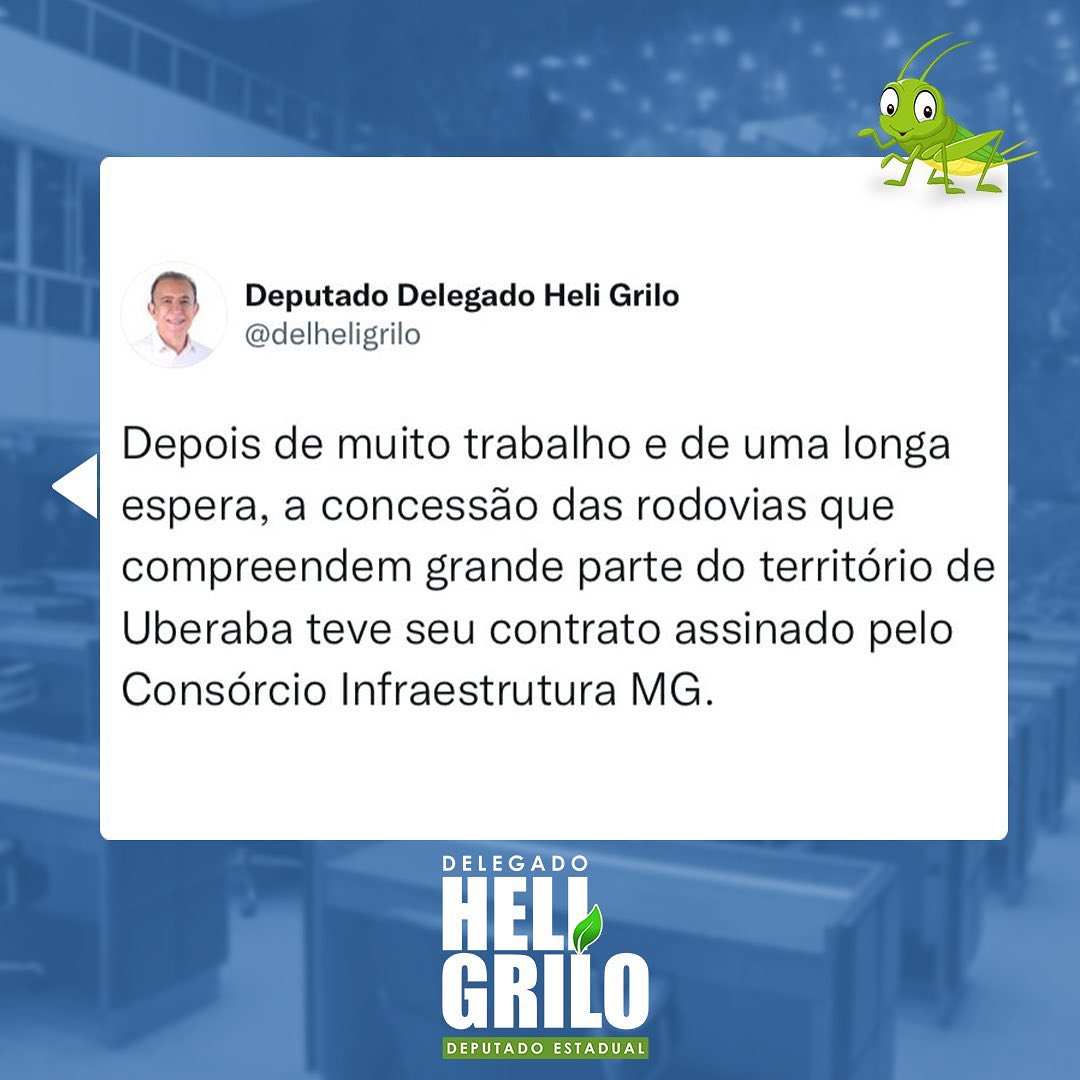 Deputado Delegado Heli Grilo
@delheligrilo
Depois de muito trabalho e de uma longa
espera, a concessão das rodovias que
compreendem grande parte do território de
Uberaba teve seu contrato assinado pelo
Consórcio Infraestrutura MG.
DELEGADO
HELI
GRILO
DEPUTADO ESTADUAL